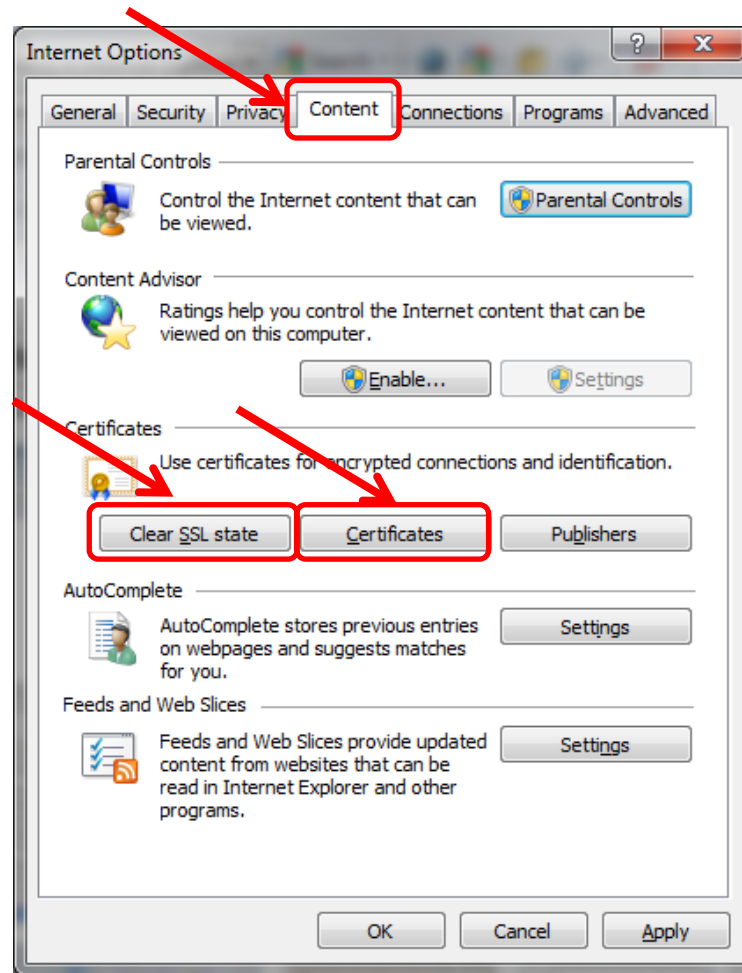 Internet Options
? X
General Security Privacy Content Connections Programs Advanced
Parental Controls
Control the Internet content that can
be viewed.
Parental Controls
Content Advisor
Ratings help you control the Internet content that can be
viewed on this computer.
Enable... Settings
Certificates
Use certificates for encrypted connections and identification.
Clear SSL state Certificates Publishers
AutoComplete
AutoComplete stores previous entries
on webpages and suggests matches
for you.
Settings
Feeds and Web Slices
Feeds and Web Slices provide updated
content from websites that can be
read in Internet Explorer and other
programs.
Settings
OK Cancel Apply